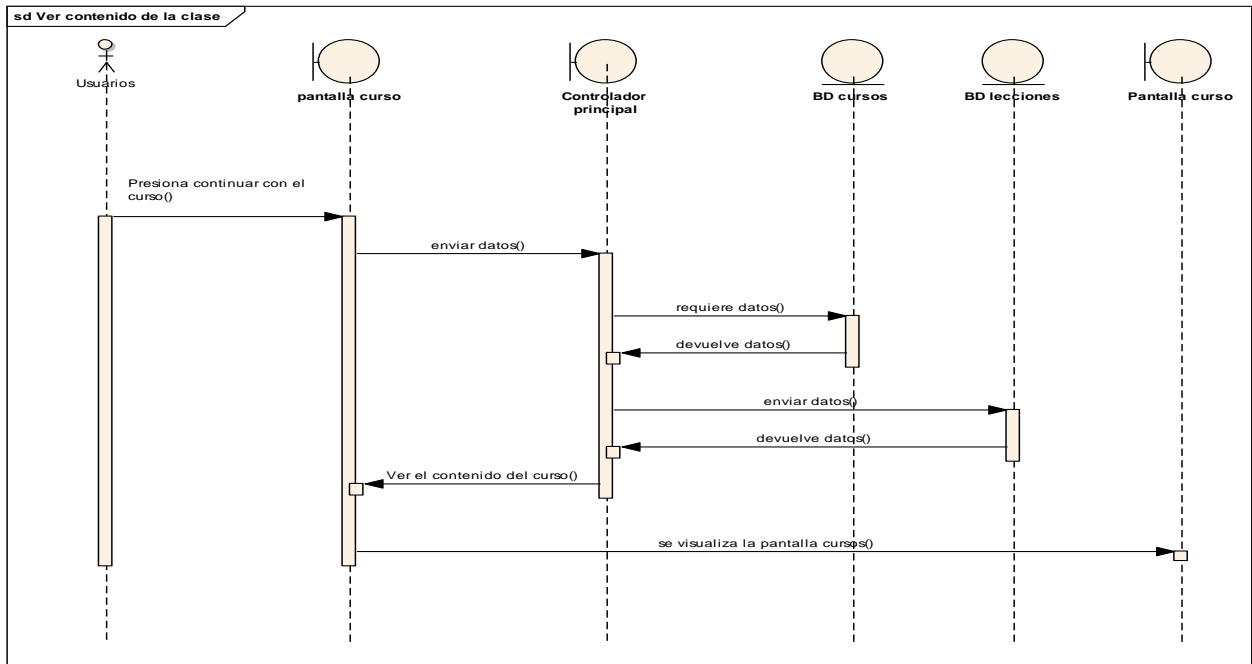 sd Ver contenido de la clase
Usuarios
pantalla curso
Controlador
principal
BD cursos
BD lecciones
Pantalla curso
Presiona continuar con el
curso()
enviar datos()
requiere datos()
devuelve datos()
enviar datos()
devuelve datos()
Ver el contenido del curso()
se visualiza la pantalla cursos()